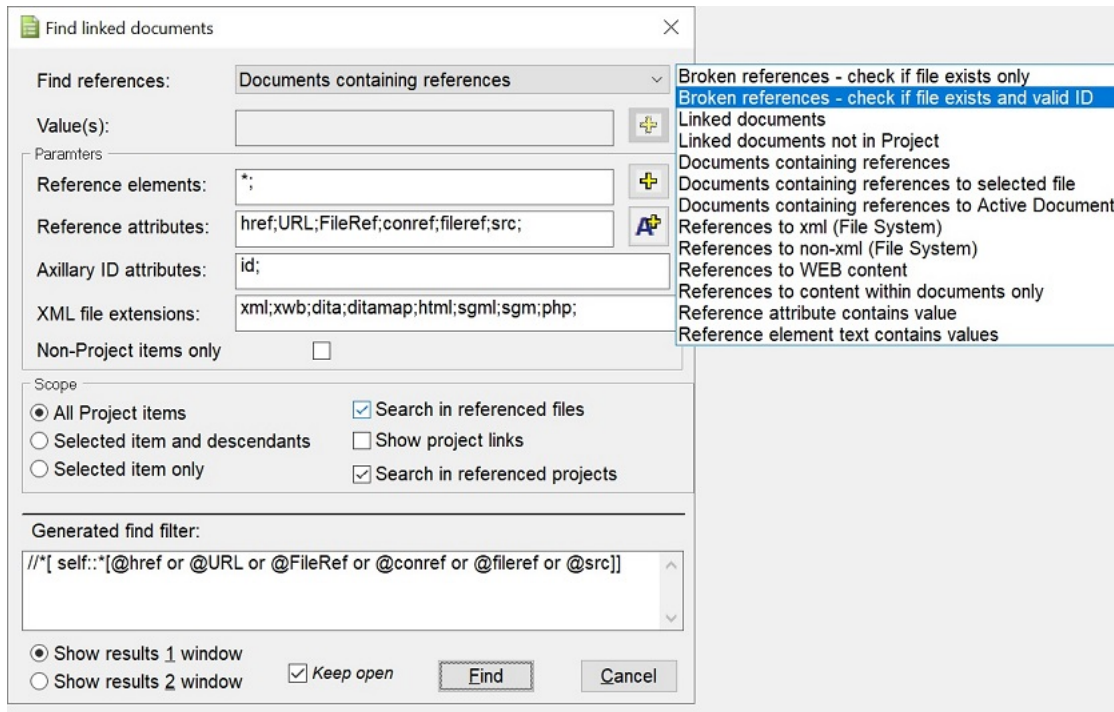 Find linked documents
Find references: Documents containing references
Value(s):
Paramters
Reference elements: *;
Reference attributes: href;URL;FileRef;conref;fileref;src;
Axillary ID attributes: id;
XML file extensions: xml;xwb;dita;ditamap;html;sgml;sgm;php;
Non-Project items only
Scope
All Project items
Search in referenced files
Selected item and descendants
Show project links
Selected item only
Search in referenced projects
Generated find filter:
//*[ self::*[@href or @URL or @FileRef or @conref or @fileref or @src]]
Show results 1 window
Show results 2 window
Keep open
Find
Cancel
Broken references - check if file exists only
Broken references - check if file exists and valid ID
Linked documents
Linked documents not in Project
Documents containing references
Documents containing references to selected file
Documents containing references to Active Document
References to xml (File System)
References to non-xml (File System)
References to WEB content
References to content within documents only
Reference attribute contains value
Reference element text contains values